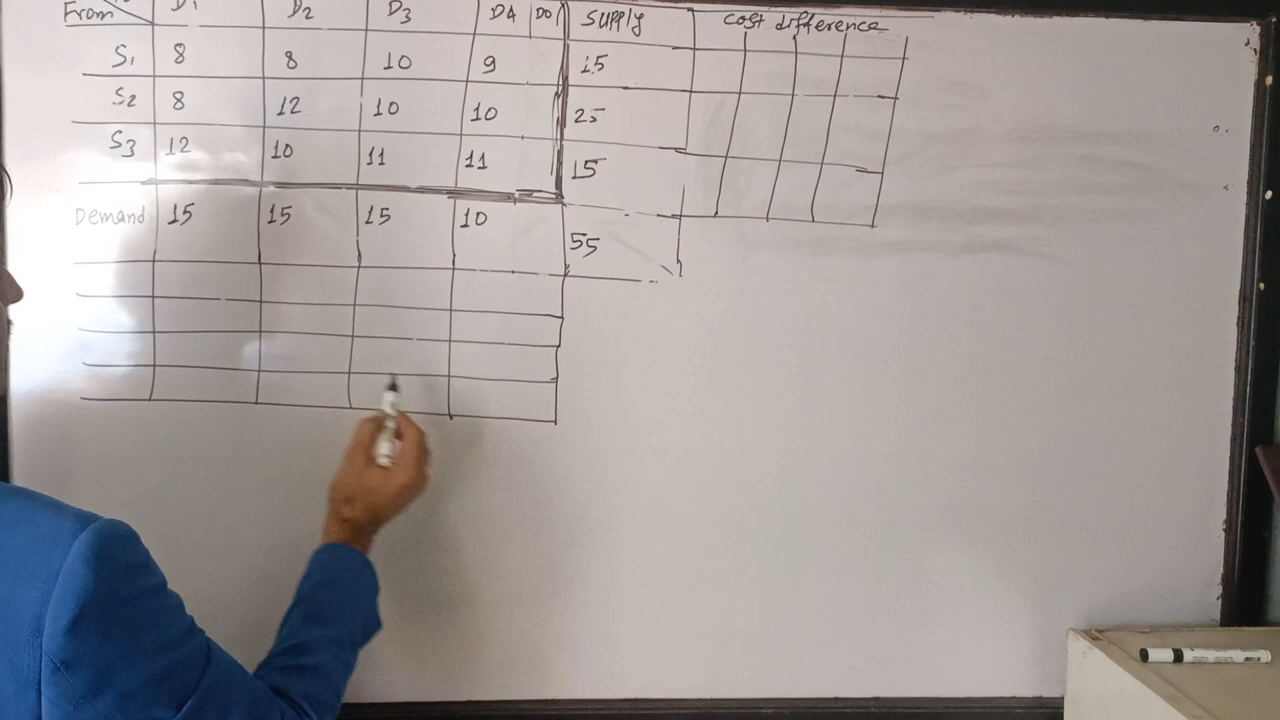 From D1 D2 D3 D4 DO Supply cost difference
S1 8 8 10 9 15
S2 8 12 10 10 25
S3 12 10 11 11 15
Demand 15 15 15 10 55